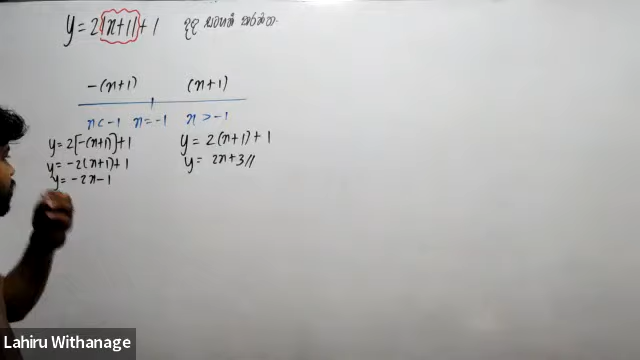 y = 2|x+1| + 1
-(x+1) (x+1)
x < -1 x = -1 x > -1
y = 2[-(x+1)] + 1 y = 2(x+1) + 1
y = -2(x+1) + 1 y = 2x + 3 //
y = -2x - 1
Lahiru Withanage